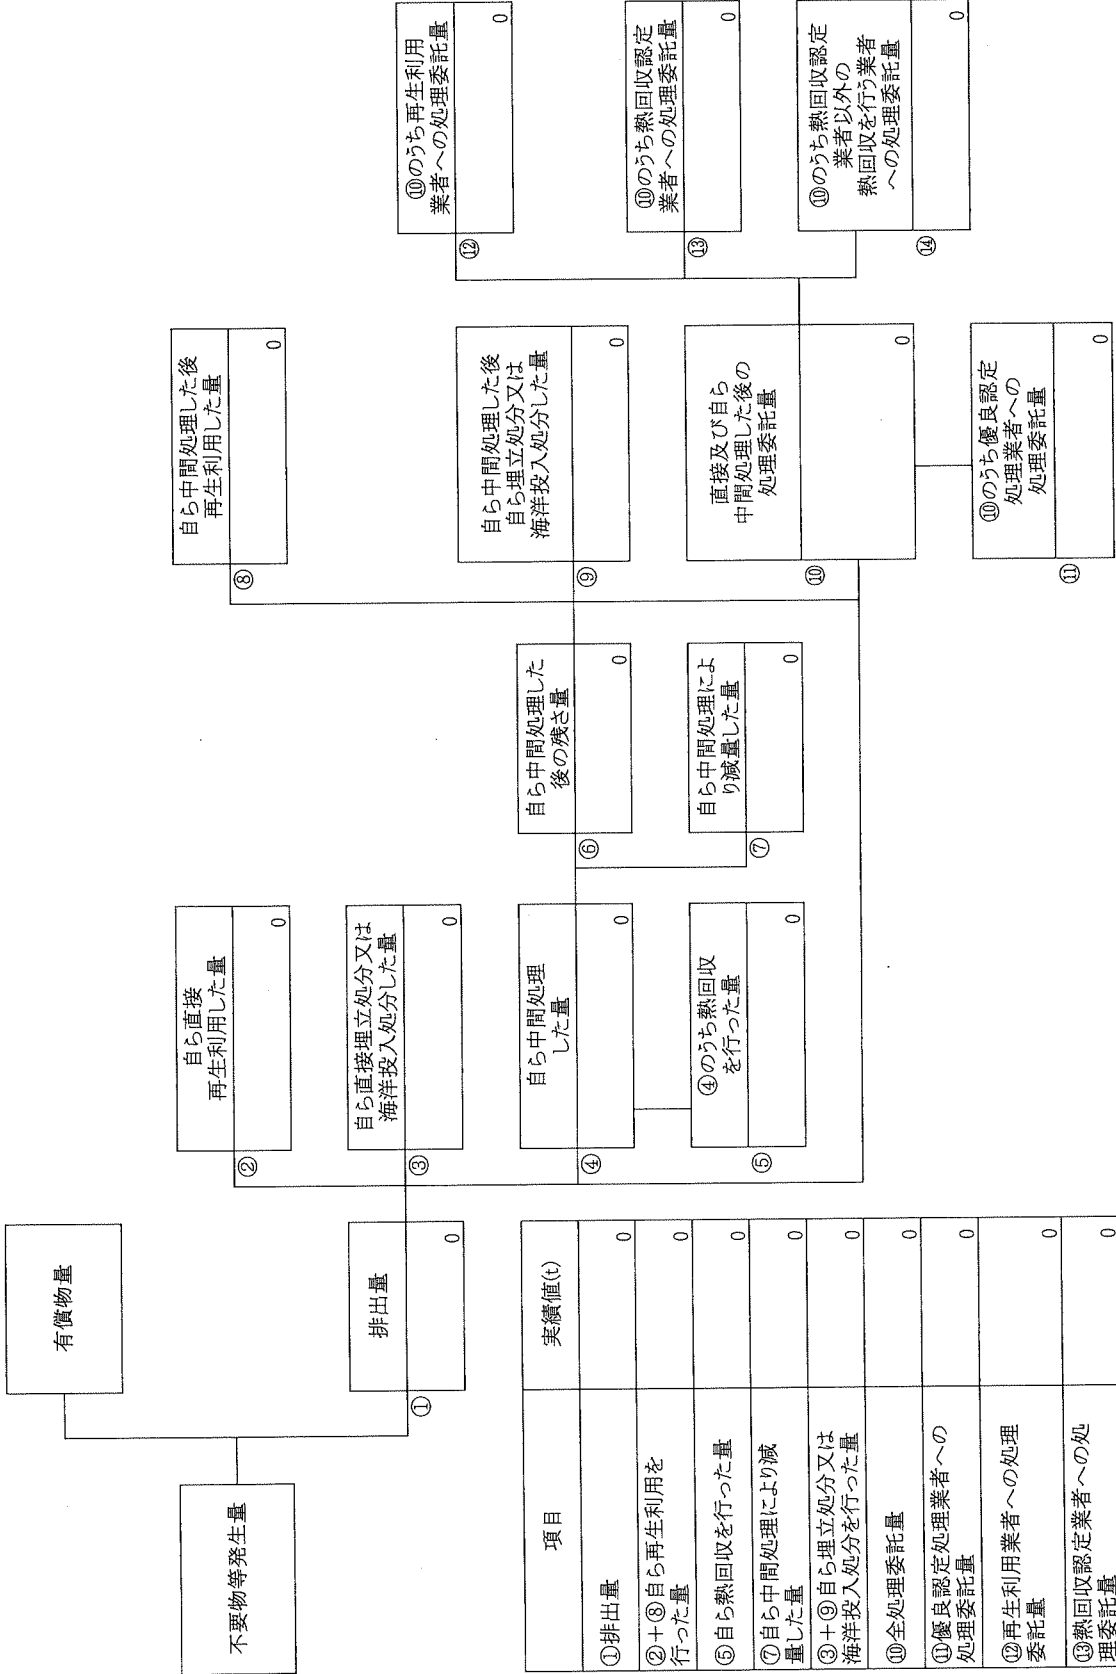 不要物等発生量
有償物量
①
排出量
0
②
自ら直接
再生利用した量
0
③
自ら直接埋立処分又は
海洋投入処分した量
0
④
自ら中間処理
した量
0
⑤
④のうち熱回収
を行った量
0
⑥
自ら中間処理した
後の残さ量
0
⑦
自ら中間処理によ
り減量した量
0
⑧
自ら中間処理した後
再生利用した量
0
⑨
自ら中間処理した後
自ら埋立処分又は
海洋投入処分した量
0
⑩
直接及び自ら
中間処理した後の
処理委託量
0
⑪
⑩のうち優良認定
処理業者への
処理委託量
0
⑫
⑩のうち再生利用
業者への処理委託量
0
⑬
⑩のうち熱回収認定
業者への処理委託量
0
⑭
⑩のうち熱回収認定
業者以外の
熱回収を行う業者
への処理委託量
0
項目 実績値(t)
①排出量 0
②+⑧自ら再生利用を
行った量 0
⑤自ら熱回収を行った量 0
⑦自ら中間処理により減
量した量 0
③+⑨自ら埋立処分又は
海洋投入処分を行った量 0
⑩全処理委託量 0
⑪優良認定処理業者への
処理委託量 0
⑫再生利用業者への処理
委託量 0
⑬熱回収認定業者への処
理委託量 0